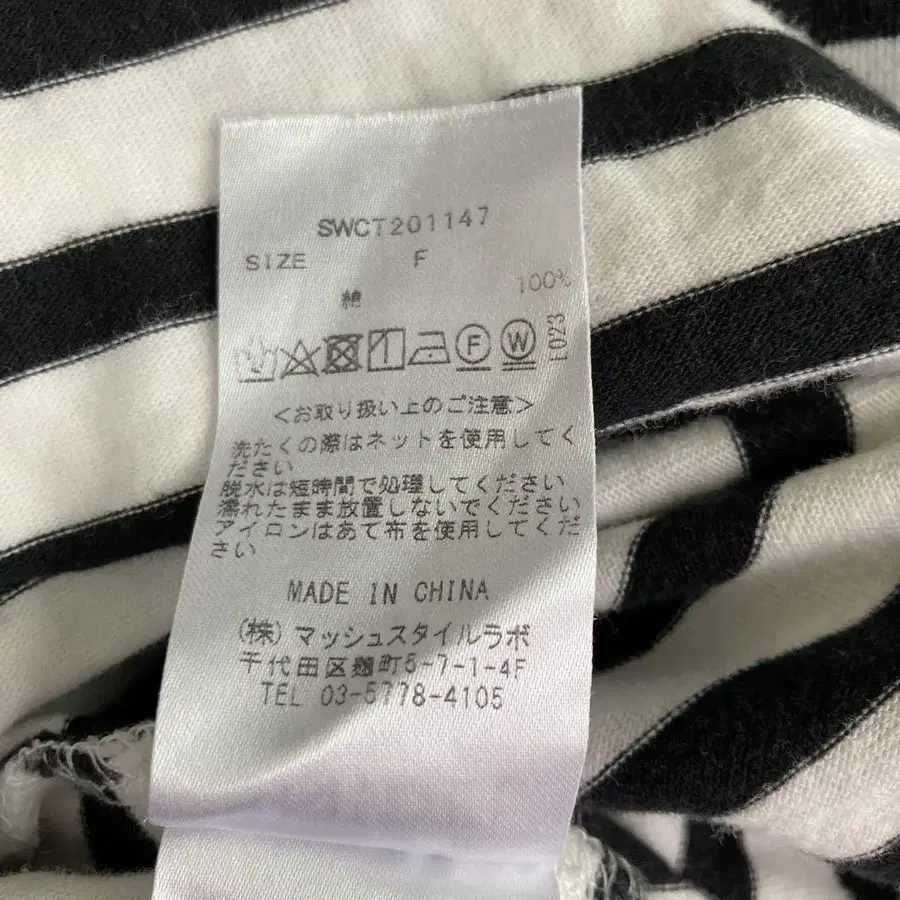 SWCT201147
SIZE F
綿 100%
F W
<お取り扱い上のご注意>
洗たくの際はネットを使用してく
ださい
脱水は短時間で処理してください
濡れたまま放置しないでください
アイロンはあて布を使用してくだ
さい
MADE IN CHINA
(株)マッシュスタイルラボ
千代田区麹町5-7-1-4F
TEL 03-5778-4105